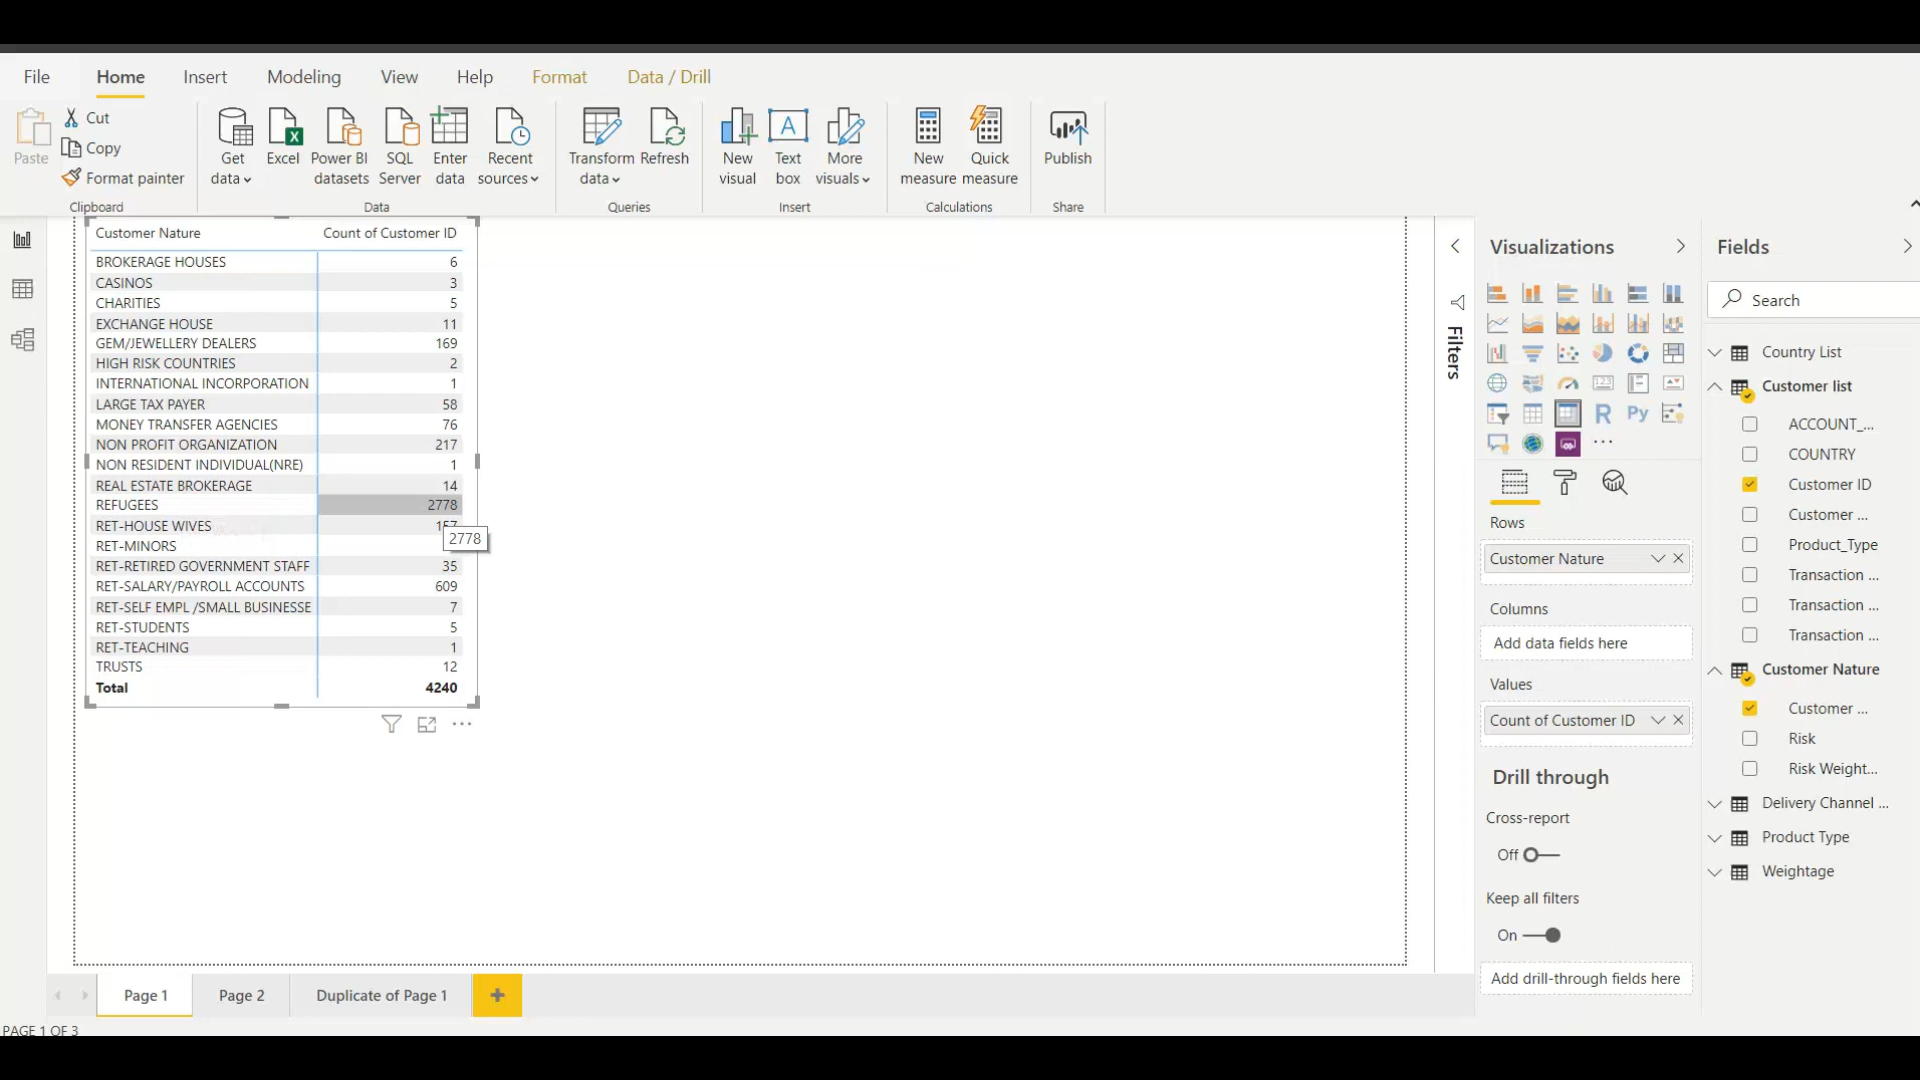 File Home Insert Modeling View Help Format Data / Drill
Paste
Cut
Copy
Format painter
Clipboard
Get data
Excel
Power BI datasets
SQL Server
Enter data
Recent sources
Data
Transform data
Refresh
Queries
New visual
Text box
More visuals
Insert
New measure
Quick measure
Calculations
Publish
Share
Customer Nature Count of Customer ID
BROKERAGE HOUSES 6
CASINOS 3
CHARITIES 5
EXCHANGE HOUSE 11
GEM/JEWELLERY DEALERS 169
HIGH RISK COUNTRIES 2
INTERNATIONAL INCORPORATION 1
LARGE TAX PAYER 58
MONEY TRANSFER AGENCIES 76
NON PROFIT ORGANIZATION 217
NON RESIDENT INDIVIDUAL(NRE) 1
REAL ESTATE BROKERAGE 14
REFUGEES 2778
RET-HOUSE WIVES 157
2778
RET-MINORS
RET-RETIRED GOVERNMENT STAFF 35
RET-SALARY/PAYROLL ACCOUNTS 609
RET-SELF EMPL /SMALL BUSINESSE 7
RET-STUDENTS 5
RET-TEACHING 1
TRUSTS 12
Total 4240
Filters
Visualizations
R Py
Rows
Customer Nature
Columns
Add data fields here
Values
Count of Customer ID
Drill through
Cross-report
Off
Keep all filters
On
Add drill-through fields here
Fields
Search
Country List
Customer list
ACCOUNT_...
COUNTRY
Customer ID
Customer ...
Product_Type
Transaction ...
Transaction ...
Transaction ...
Customer Nature
Customer ...
Risk
Risk Weight...
Delivery Channel ...
Product Type
Weightage
Page 1 Page 2 Duplicate of Page 1
PAGE 1 OF 3